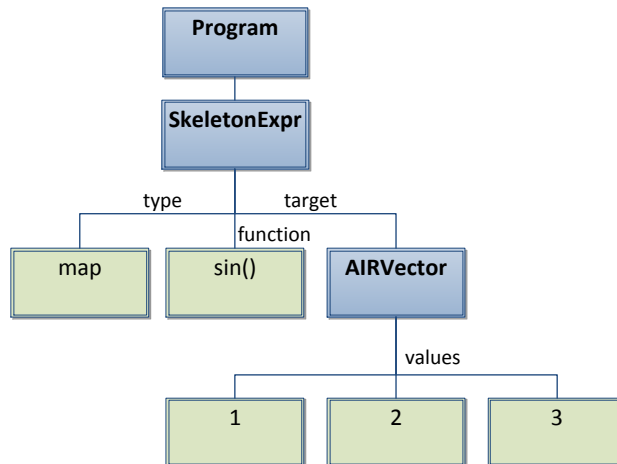 Program
SkeletonExpr
type target
function
map sin() AIRVector
values
1 2 3